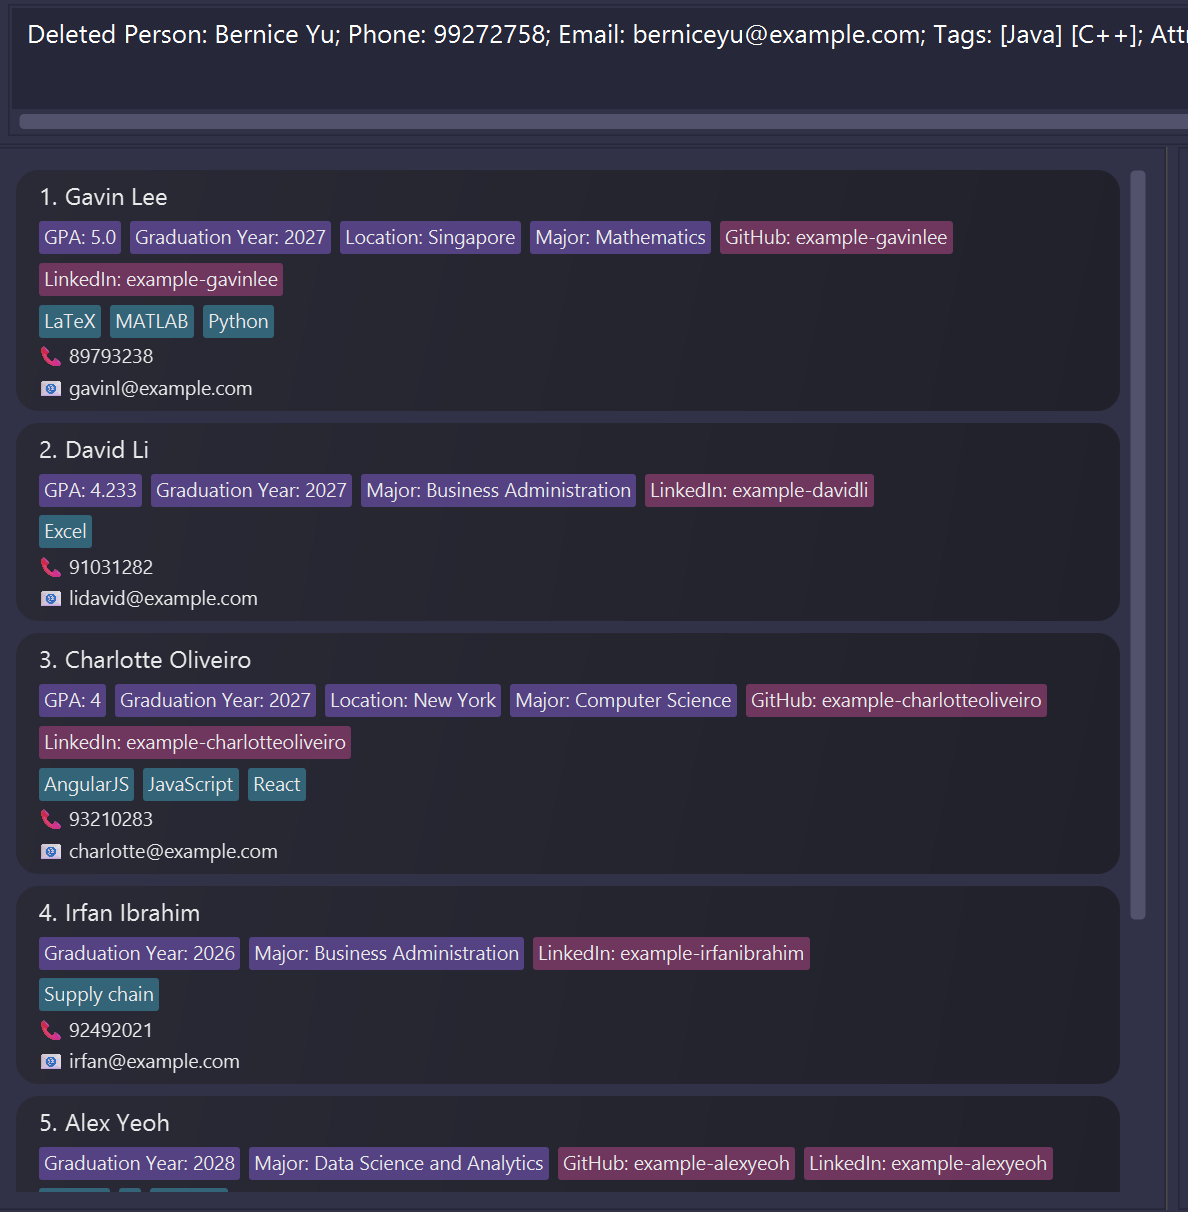 Deleted Person: Bernice Yu; Phone: 99272758; Email: berniceyu@example.com; Tags: [Java] [C++];
1. Gavin Lee
GPA: 5.0 Graduation Year: 2027 Location: Singapore Major: Mathematics GitHub: example-gavinlee
LinkedIn: example-gavinlee
LaTeX MATLAB Python
89793238
gavinl@example.com
2. David Li
GPA: 4.233 Graduation Year: 2027 Major: Business Administration LinkedIn: example-davidli
Excel
91031282
lidavid@example.com
3. Charlotte Oliveiro
GPA: 4 Graduation Year: 2027 Location: New York Major: Computer Science GitHub: example-charlotteoliveiro
LinkedIn: example-charlotteoliveiro
AngularJS JavaScript React
93210283
charlotte@example.com
4. Irfan Ibrahim
Graduation Year: 2026 Major: Business Administration LinkedIn: example-irfanibrahim
Supply chain
92492021
irfan@example.com
5. Alex Yeoh
Graduation Year: 2028 Major: Data Science and Analytics GitHub: example-alexyeoh LinkedIn: example-alexyeoh